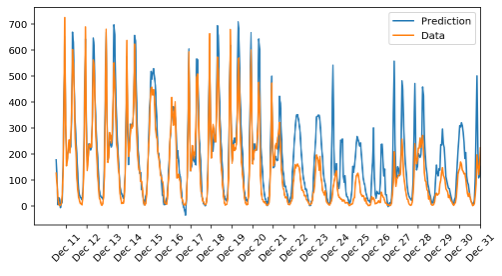 700
600
500
400
300
200
100
0
Prediction
Data
Dec 11
Dec 12
Dec 13
Dec 14
Dec 15
Dec 16
Dec 17
Dec 18
Dec 19
Dec 20
Dec 21
Dec 22
Dec 23
Dec 24
Dec 25
Dec 26
Dec 27
Dec 28
Dec 29
Dec 30
Dec 31